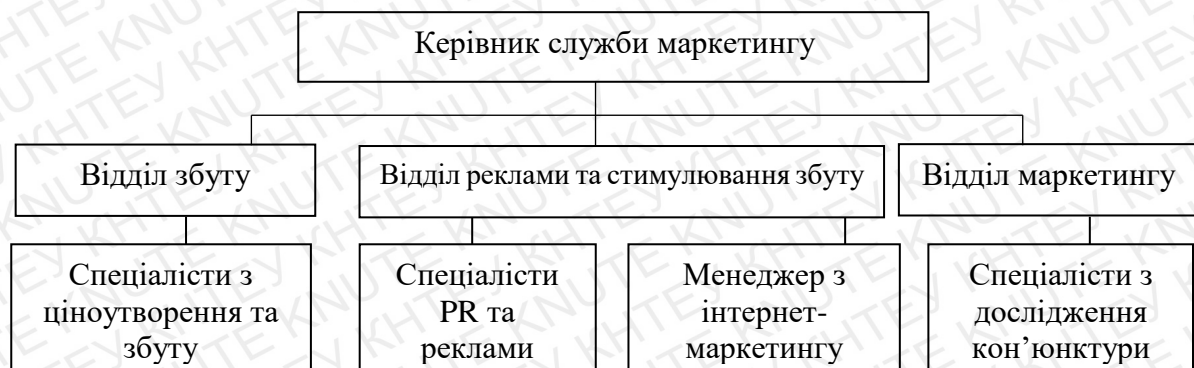 Керівник служби маркетингу
Відділ збуту
Відділ реклами та стимулювання збуту
Відділ маркетингу
Спеціалісти з
ціноутворення та
збуту
Спеціалісти
PR та
реклами
Менеджер з
інтернет-
маркетингу
Спеціалісти з
дослідження
кон’юнктури